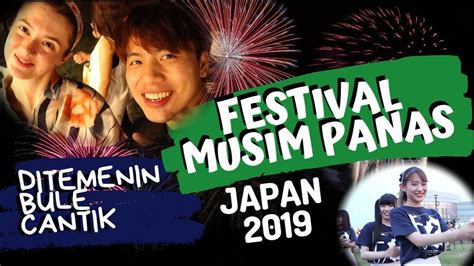 FESTIVAL
MUSIM PANAS
DITEMENIN
BULE
CANTIK
JAPAN
2019